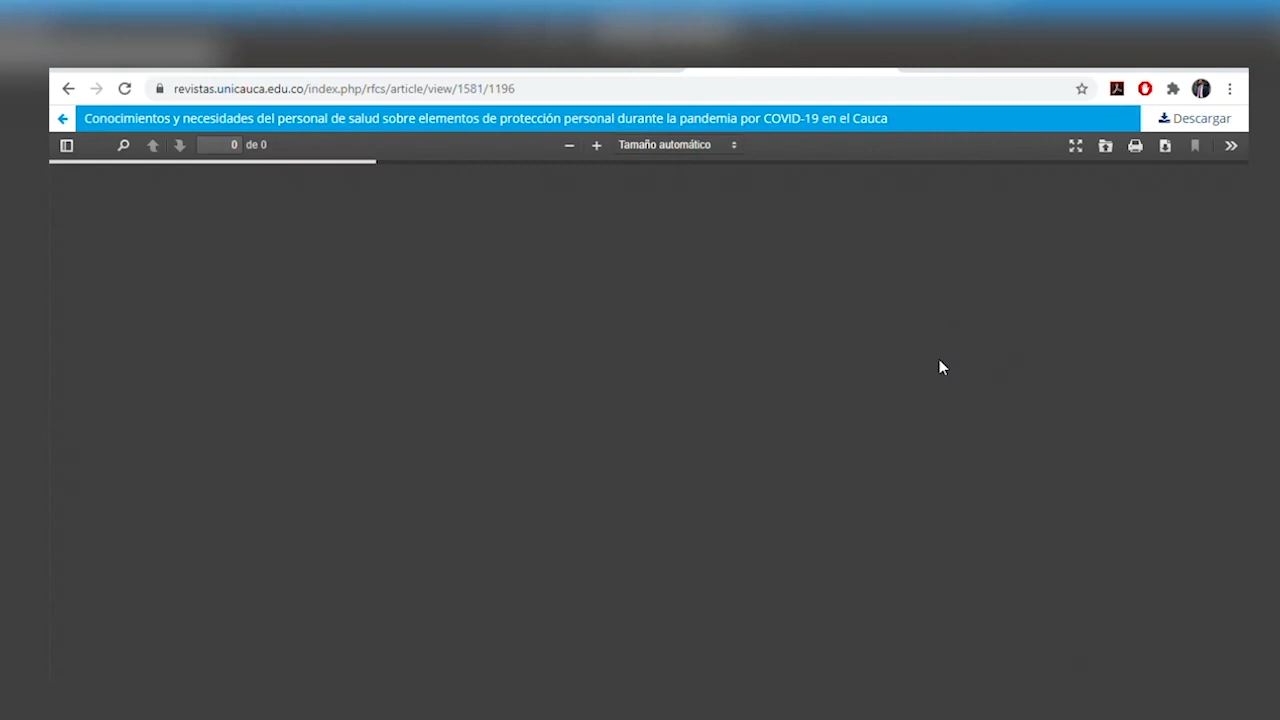 revistas.unicauca.edu.co/index.php/rfcs/article/view/1581/1196
Conocimientos y necesidades del personal de salud sobre elementos de protección personal durante la pandemia por COVID-19 en el Cauca
Descargar
0 de 0
Tamaño automático